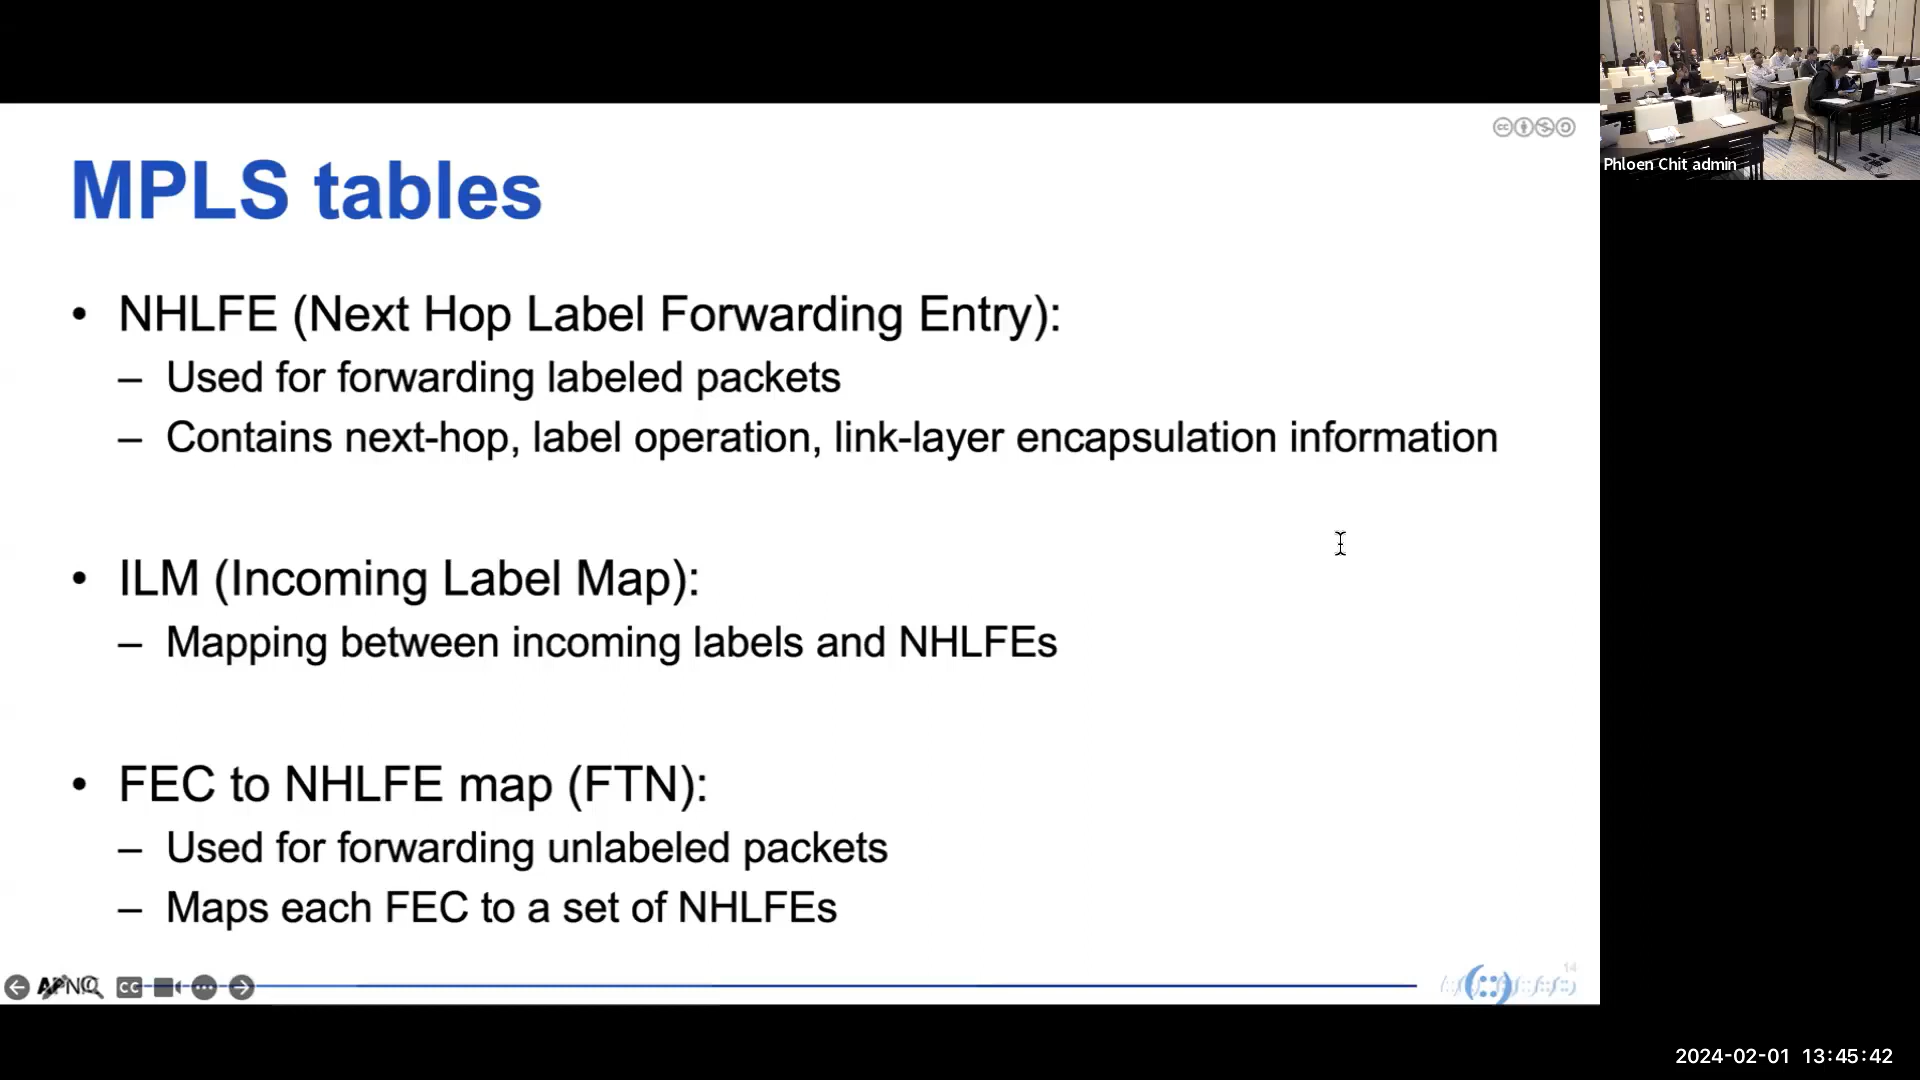 MPLS tables
• NHLFE (Next Hop Label Forwarding Entry):
– Used for forwarding labeled packets
– Contains next-hop, label operation, link-layer encapsulation information
• ILM (Incoming Label Map):
– Mapping between incoming labels and NHLFEs
• FEC to NHLFE map (FTN):
– Used for forwarding unlabeled packets
– Maps each FEC to a set of NHLFEs
CC
14
Phloen Chit admin
2024-02-01 13:45:42